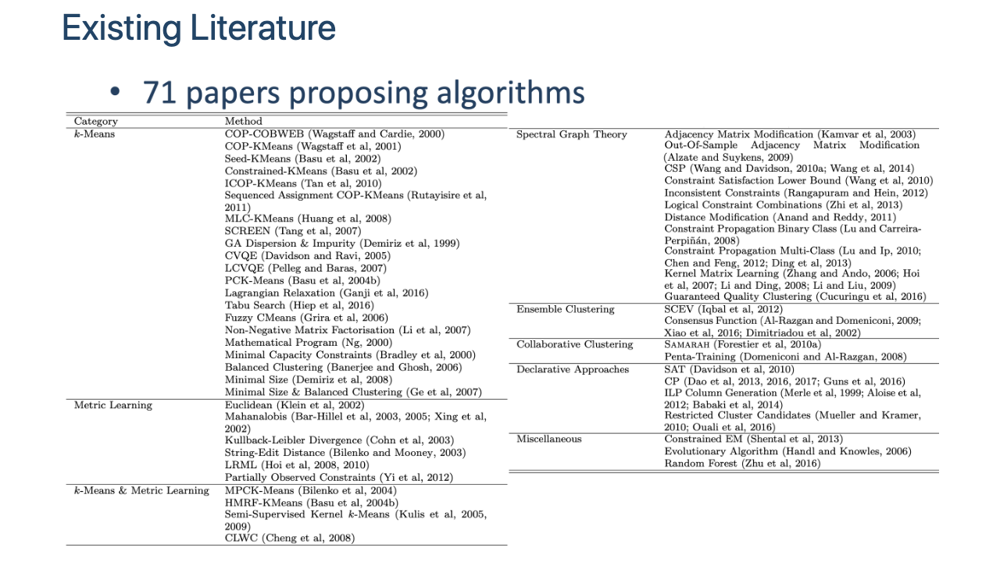 Existing Literature
• 71 papers proposing algorithms
Category Method
k-Means COP-COBWEB (Wagstaff and Cardie, 2000)
COP-KMeans (Wagstaff et al, 2001)
Seed-KMeans (Basu et al, 2002)
Constrained-KMeans (Basu et al, 2002)
ICOP-KMeans (Tan et al, 2010)
Sequenced Assignment COP-KMeans (Rutayisire et al,
2011)
MLC-KMeans (Huang et al, 2008)
SCREEN (Tang et al, 2007)
GA Dispersion & Impurity (Demiriz et al, 1999)
CVQE (Davidson and Ravi, 2005)
LCVQE (Pelleg and Baras, 2007)
PCK-Means (Basu et al, 2004b)
Lagrangian Relaxation (Ganji et al, 2016)
Tabu Search (Hiep et al, 2016)
Fuzzy CMeans (Grira et al, 2006)
Non-Negative Matrix Factorisation (Li et al, 2007)
Mathematical Program (Ng, 2000)
Minimal Capacity Constraints (Bradley et al, 2000)
Balanced Clustering (Banerjee and Ghosh, 2006)
Minimal Size (Demiriz et al, 2008)
Minimal Size & Balanced Clustering (Ge et al, 2007)
Metric Learning Euclidean (Klein et al, 2002)
Mahanalobis (Bar-Hillel et al, 2003, 2005; Xing et al,
2002)
Kullback-Leibler Divergence (Cohn et al, 2003)
String-Edit Distance (Bilenko and Mooney, 2003)
LRML (Hoi et al, 2008, 2010)
Partially Observed Constraints (Yi et al, 2012)
k-Means & Metric Learning MPCK-Means (Bilenko et al, 2004)
HMRF-KMeans (Basu et al, 2004b)
Semi-Supervised Kernel k-Means (Kulis et al, 2005,
2009)
CLWC (Cheng et al, 2008)
Spectral Graph Theory Adjacency Matrix Modification (Kamvar et al, 2003)
Out-Of-Sample Adjacency Matrix Modification
(Alzate and Suykens, 2009)
CSP (Wang and Davidson, 2010a; Wang et al, 2014)
Constraint Satisfaction Lower Bound (Wang et al, 2010)
Inconsistent Constraints (Rangapuram and Hein, 2012)
Logical Constraint Combinations (Zhi et al, 2013)
Distance Modification (Anand and Reddy, 2011)
Constraint Propagation Binary Class (Lu and Carreira-
Perpiñán, 2008)
Constraint Propagation Multi-Class (Lu and Ip, 2010;
Chen and Feng, 2012; Ding et al, 2013)
Kernel Matrix Learning (Zhang and Ando, 2006; Hoi
et al, 2007; Li and Ding, 2008; Li and Liu, 2009)
Guaranteed Quality Clustering (Cucuringu et al, 2016)
Ensemble Clustering SCEV (Iqbal et al, 2012)
Consensus Function (Al-Razgan and Domeniconi, 2009;
Xiao et al, 2016; Dimitriadou et al, 2002)
Collaborative Clustering SAMARAH (Forestier et al, 2010a)
Penta-Training (Domeniconi and Al-Razgan, 2008)
Declarative Approaches SAT (Davidson et al, 2010)
CP (Dao et al, 2013, 2016, 2017; Guns et al, 2016)
ILP Column Generation (Merle et al, 1999; Aloise et al,
2012; Babaki et al, 2014)
Restricted Cluster Candidates (Mueller and Kramer,
2010; Ouali et al, 2016)
Miscellaneous Constrained EM (Shental et al, 2013)
Evolutionary Algorithm (Handl and Knowles, 2006)
Random Forest (Zhu et al, 2016)